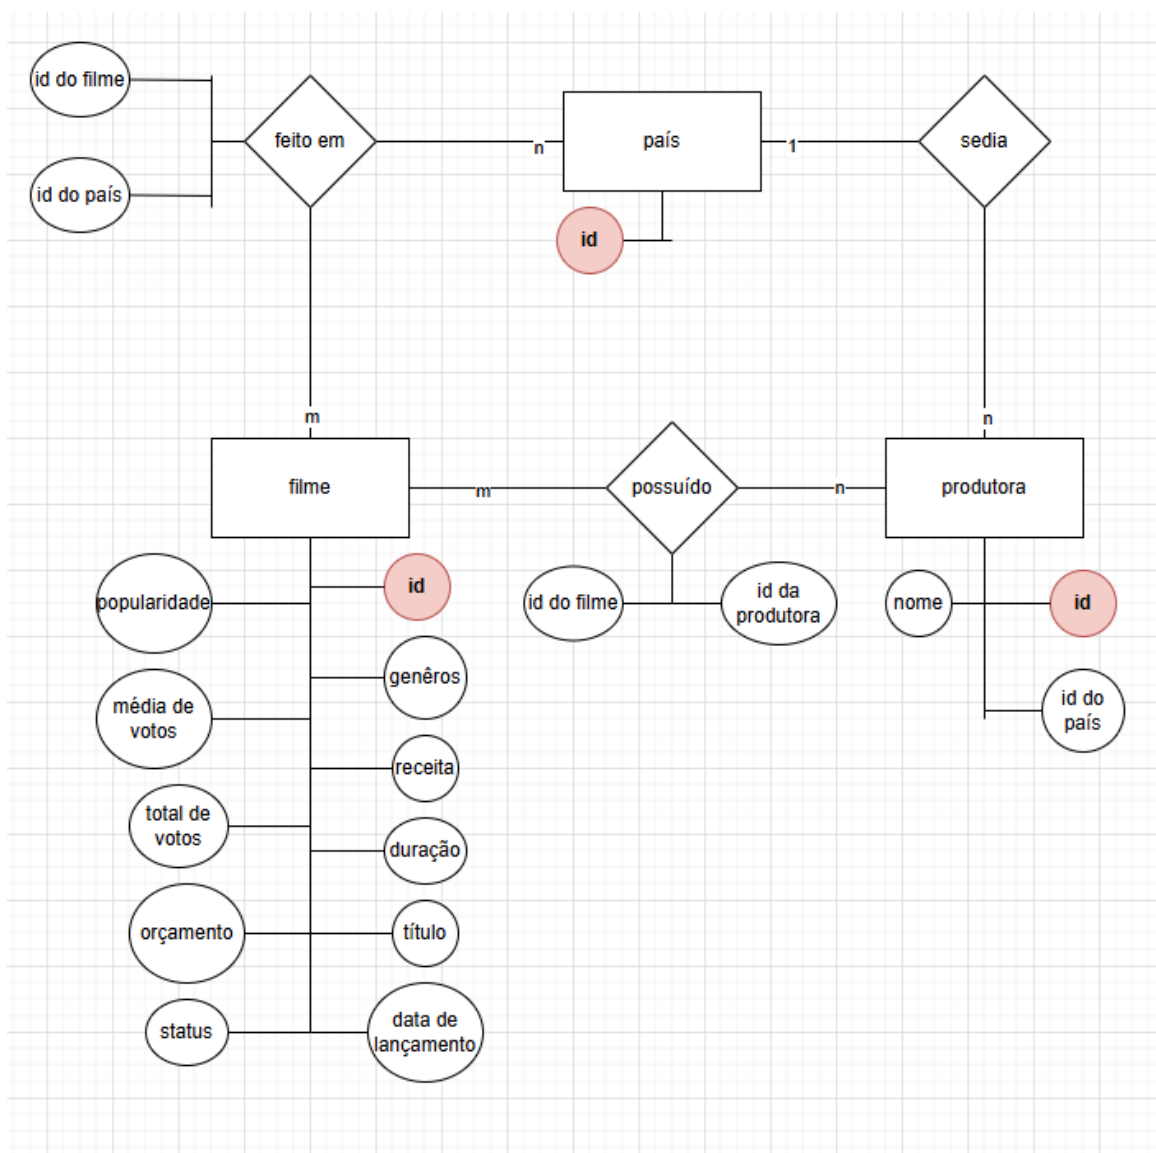 id do filme
id do país
feito em
n
país
1
sedia
id
m
n
filme
m
possuído
n
produtora
popularidade
id
id do filme
id da
produtora
nome
id
genêros
média de
votos
id do
país
receita
total de
votos
duração
orçamento
título
status
data de
lançamento